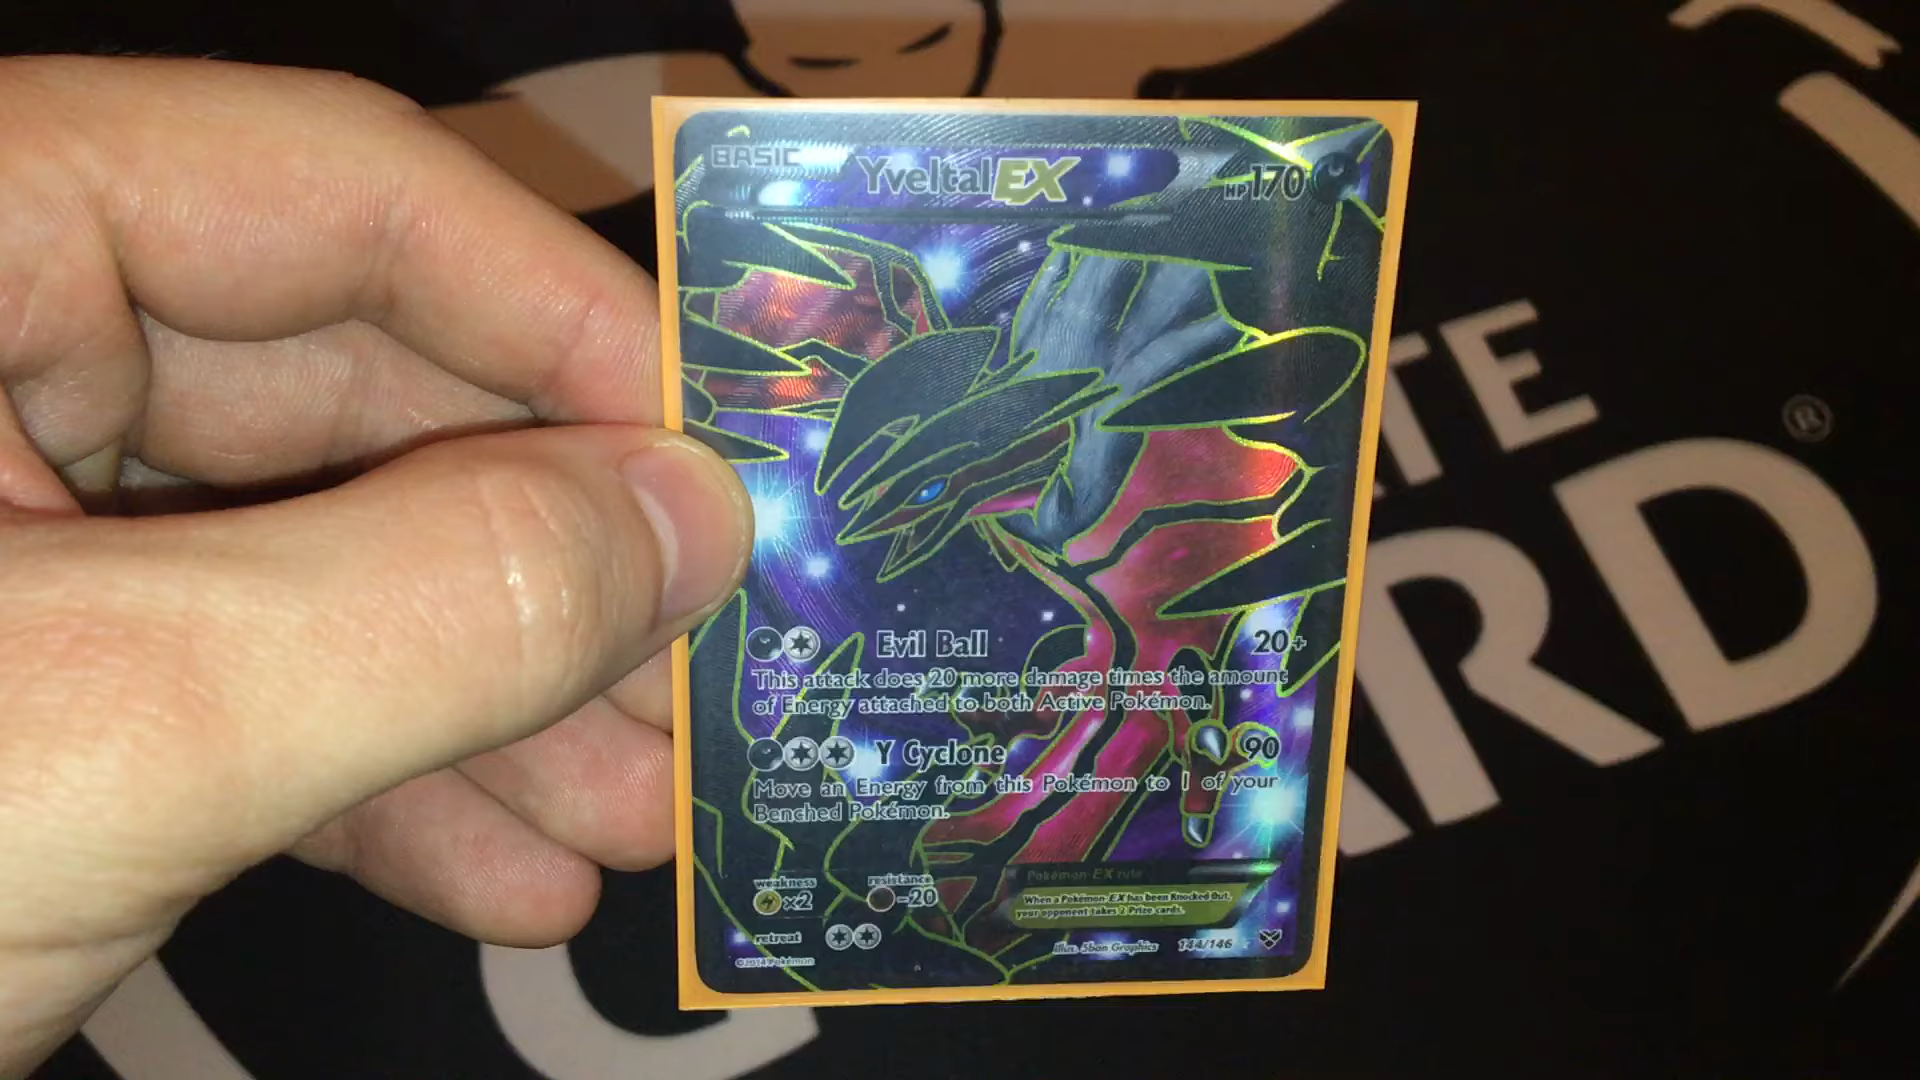 BASIC
Yveltal EX
HP170
Evil Ball 20+
This attack does 20 more damage times the amount
of Energy attached to both Active Pokémon.
Y Cyclone 90
Move an Energy from this Pokémon to 1 of your
Benched Pokémon.
weakness
×2
resistance
-20
retreat
Pokémon-EX rule
When a Pokémon-EX has been Knocked Out,
your opponent takes 2 Prize cards.
Illus. 5ban Graphics
144/146
©2014 Pokémon
TE
ARD
®